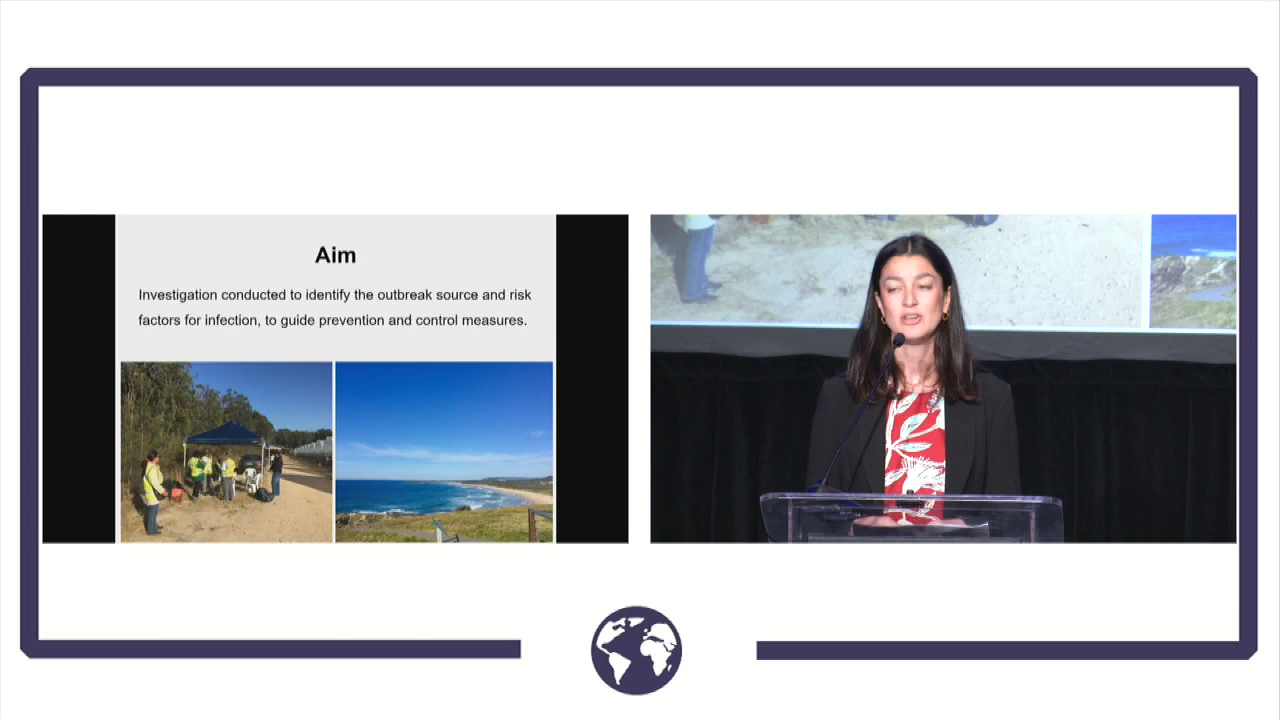 Aim
Investigation conducted to identify the outbreak source and risk
factors for infection, to guide prevention and control measures.